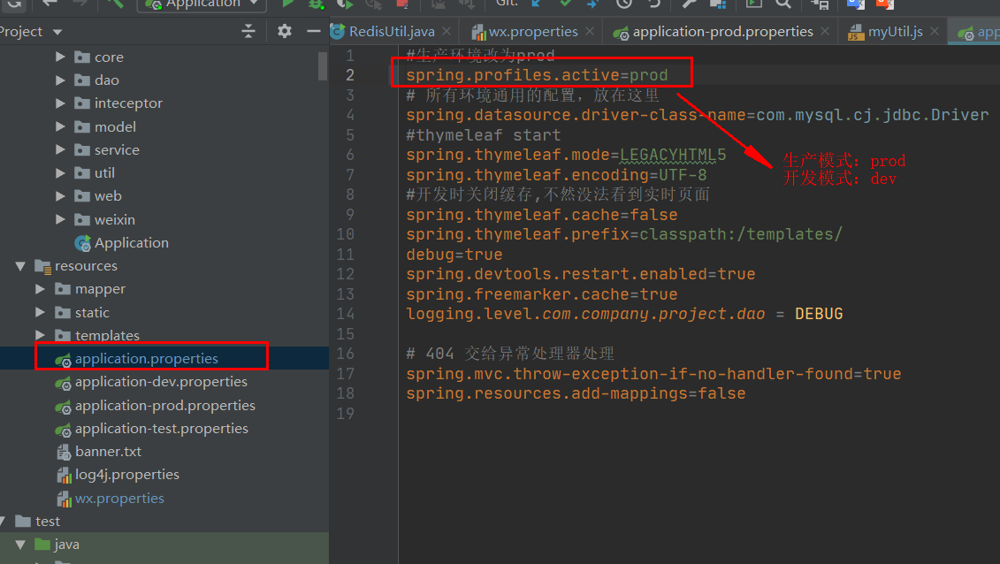 Application
Git:
Project
RedisUtil.java
wx.properties
application-prod.properties
myUtil.js
app
core
dao
inteceptor
model
service
util
web
weixin
Application
resources
mapper
static
templates
application.properties
application-dev.properties
application-prod.properties
application-test.properties
banner.txt
log4j.properties
wx.properties
test
java
1 #生产环境改为prod
2 spring.profiles.active=prod
3 # 所有环境通用的配置，放在这里
4 spring.datasource.driver-class-name=com.mysql.cj.jdbc.Driver
5 #thymeleaf start
6 spring.thymeleaf.mode=LEGACYHTML5
7 spring.thymeleaf.encoding=UTF-8
8 #开发时关闭缓存,不然没法看到实时页面
9 spring.thymeleaf.cache=false
10 spring.thymeleaf.prefix=classpath:/templates/
11 debug=true
12 spring.devtools.restart.enabled=true
13 spring.freemarker.cache=true
14 logging.level.com.company.project.dao = DEBUG
15
16 # 404 交给异常处理器处理
17 spring.mvc.throw-exception-if-no-handler-found=true
18 spring.resources.add-mappings=false
19
生产模式：prod
开发模式：dev